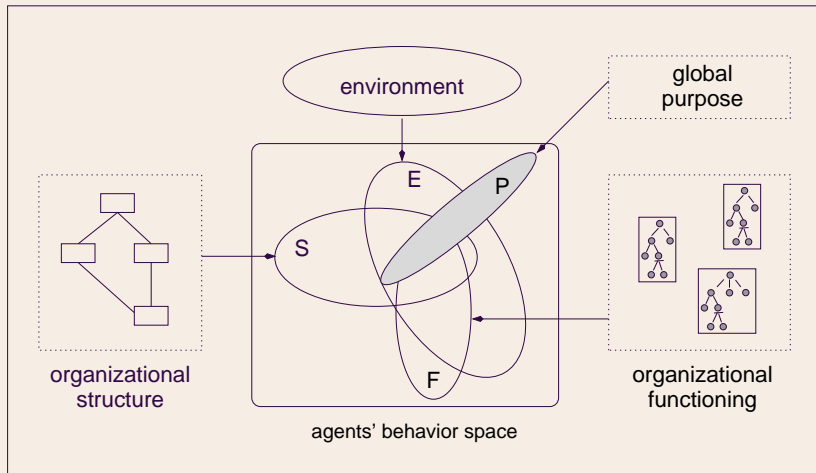 environment
global
purpose
E
P
S
F
organizational
structure
organizational
functioning
agents' behavior space